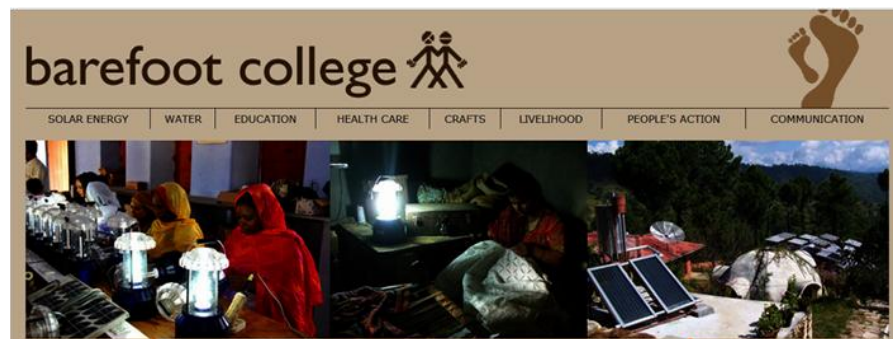 barefoot college
SOLAR ENERGY WATER EDUCATION HEALTH CARE CRAFTS LIVELIHOOD PEOPLE'S ACTION COMMUNICATION